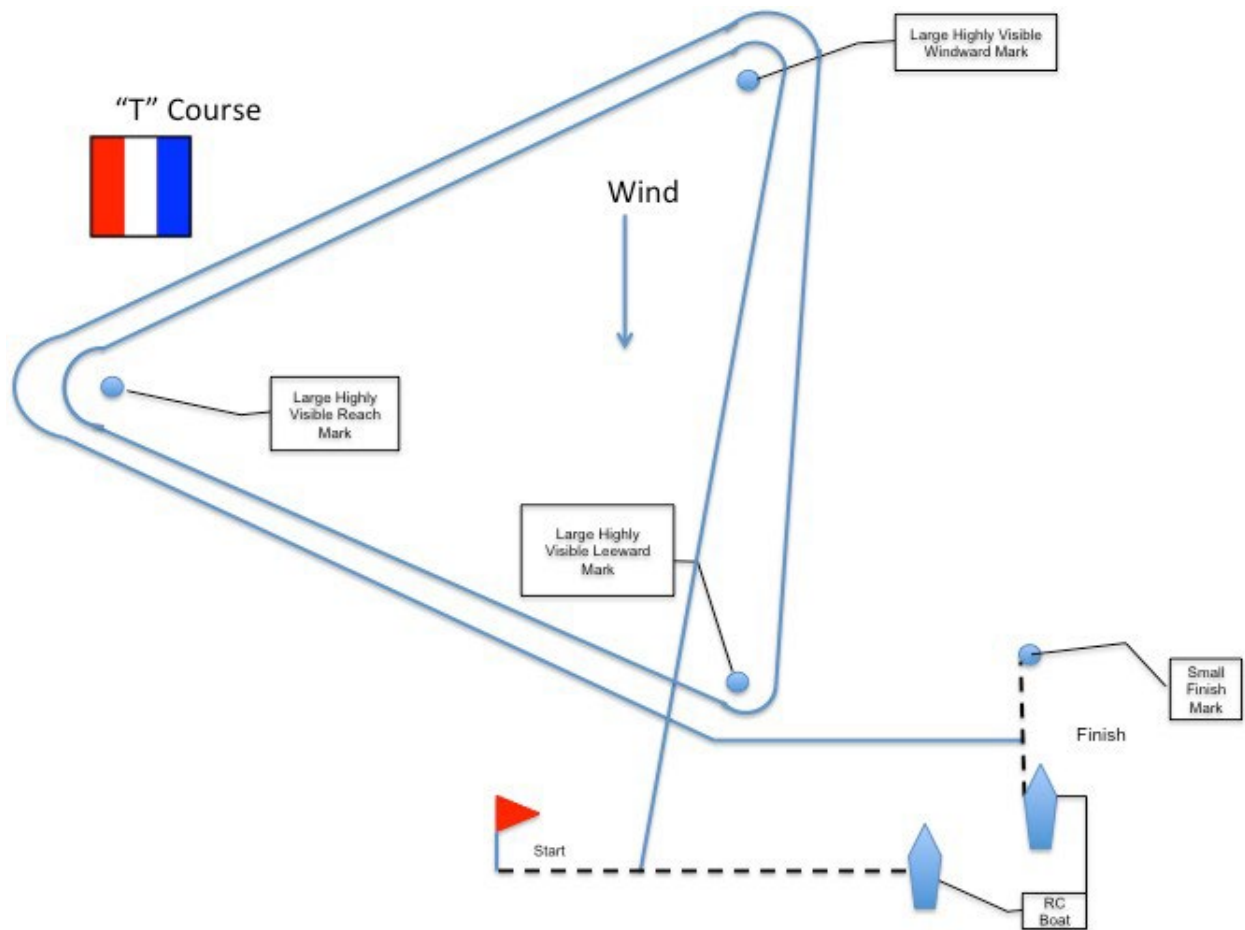 Large Highly Visible
Windward Mark
“T” Course
Wind
Large Highly
Visible Reach
Mark
Large Highly
Visible Leeward
Mark
Small
Finish
Mark
Finish
Start
RC
Boat